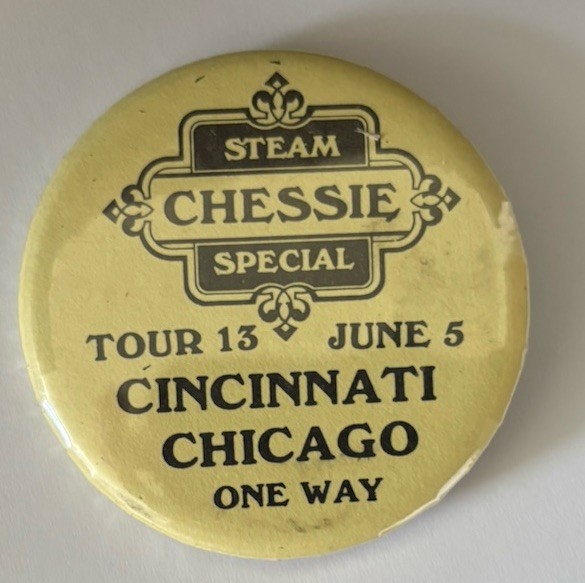 STEAM
CHESSIE
SPECIAL
TOUR 13 JUNE 5
CINCINNATI
CHICAGO
ONE WAY